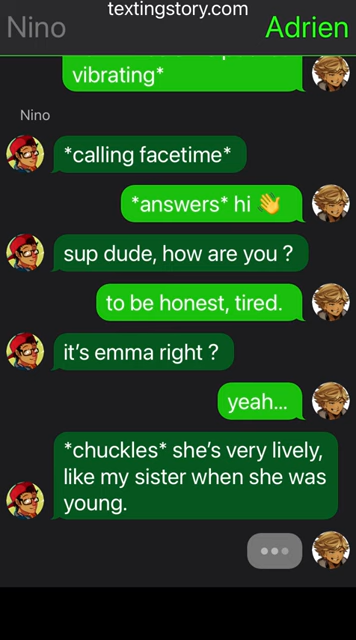 textingstory.com
Nino
Adrien
vibrating*
Nino
*calling facetime*
*answers* hi 👋
sup dude, how are you ?
to be honest, tired.
it’s emma right ?
yeah...
*chuckles* she’s very lively,
like my sister when she was
young.